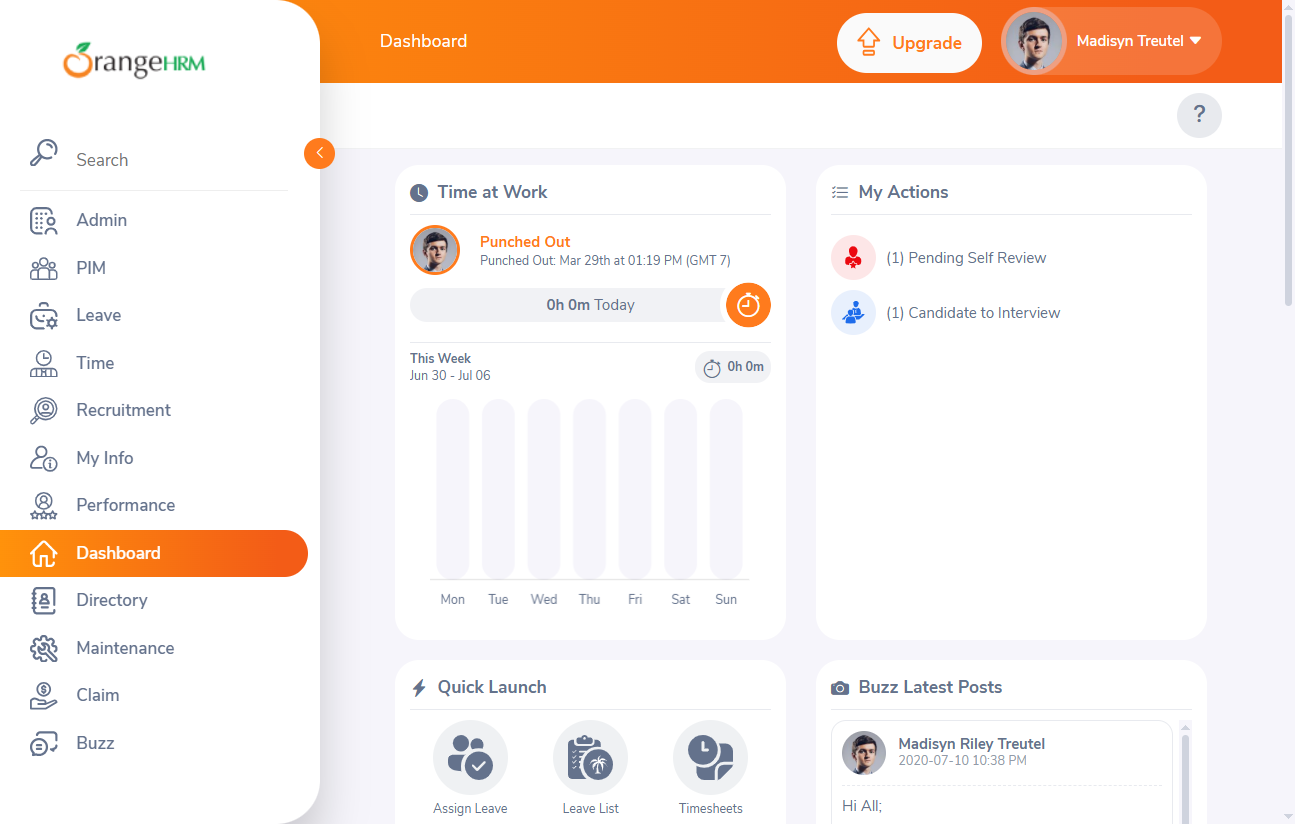 OrangeHRM
Search
Admin
PIM
Leave
Time
Recruitment
My Info
Performance
Dashboard
Directory
Maintenance
Claim
Buzz
Dashboard
Upgrade
Madisyn Treutel
?
Time at Work
Punched Out
Punched Out: Mar 29th at 01:19 PM (GMT 7)
0h 0m Today
This Week
Jun 30 - Jul 06
0h 0m
Mon Tue Wed Thu Fri Sat Sun
My Actions
(1) Pending Self Review
(1) Candidate to Interview
Quick Launch
Assign Leave Leave List Timesheets
Buzz Latest Posts
Madisyn Riley Treutel
2020-07-10 10:38 PM
Hi All;